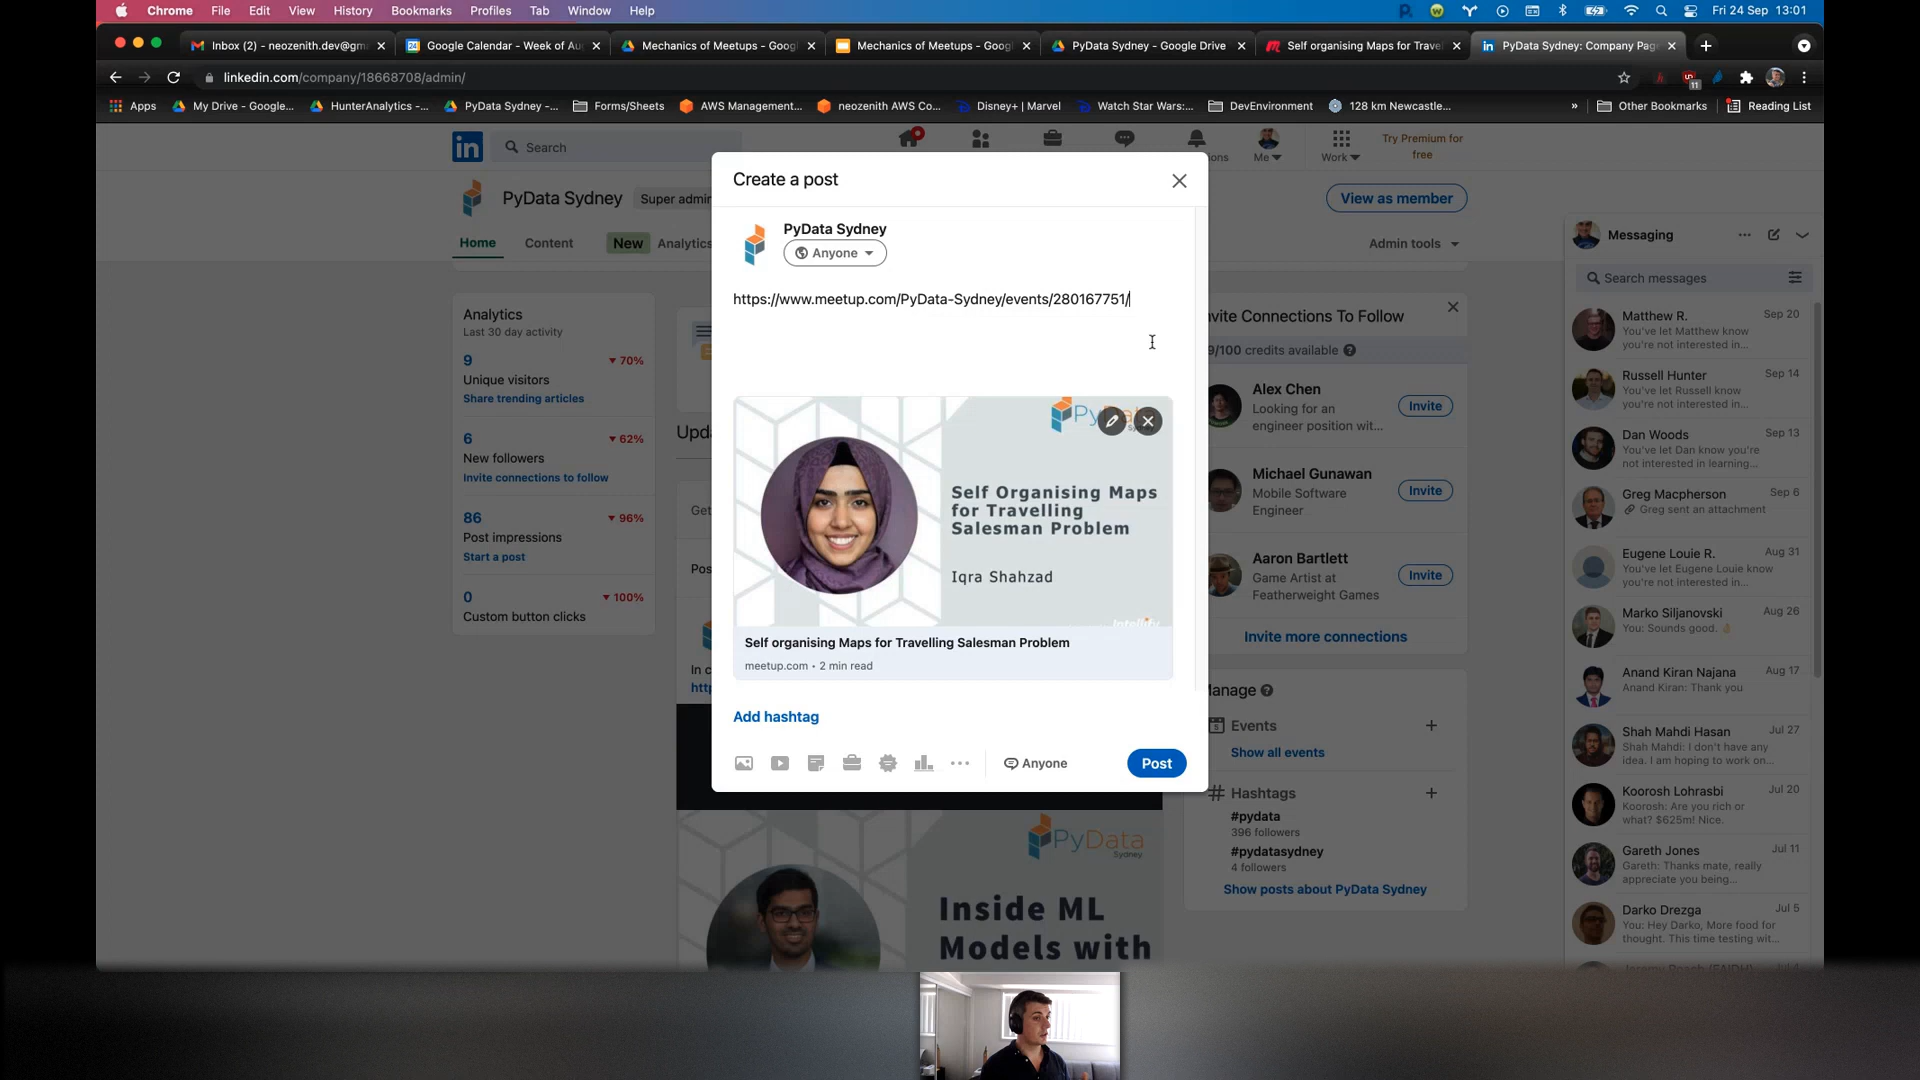 Chrome File Edit View History Bookmarks Profiles Tab Window Help
Fri 24 Sep 13:01
Inbox (2) - neozenith.dev@gm
Google Calendar - Week of Au
Mechanics of Meetups - Googl
Mechanics of Meetups - Googl
PyData Sydney - Google Drive
Self organising Maps for Trave
PyData Sydney: Company Pag
linkedin.com/company/18668708/admin/
11
Apps
My Drive - Google...
HunterAnalytics -...
PyData Sydney -...
Forms/Sheets
AWS Management...
neozenith AWS Co...
Disney+ | Marvel
Watch Star Wars:...
DevEnvironment
128 km Newcastle...
»
Other Bookmarks
Reading List
in
Search
ons
Me
Work
Try Premium for
free
PyData Sydney
Super admin
View as member
Home
Content
New
Analytics
Admin tools
Analytics
Last 30 day activity
9
70%
Unique visitors
Share trending articles
6
62%
New followers
Invite connections to follow
86
96%
Post impressions
Start a post
0
100%
Custom button clicks
Upda
Get
Pos
In c
http
Create a post
PyData Sydney
Anyone
https://www.meetup.com/PyData-Sydney/events/280167751/
PyData
Sydney
Self Organising Maps
for Travelling
Salesman Problem
Iqra Shahzad
Intellify
Self organising Maps for Travelling Salesman Problem
meetup.com • 2 min read
Add hashtag
Anyone
Post
PyData
Sydney
Inside ML
Models with
nvite Connections To Follow
9/100 credits available
Alex Chen
Looking for an
engineer position wit...
Invite
Michael Gunawan
Mobile Software
Engineer
Invite
Aaron Bartlett
Game Artist at
Featherweight Games
Invite
Invite more connections
Manage
Events
+
Show all events
# Hashtags
+
#pydata
396 followers
#pydatasydney
4 followers
Show posts about PyData Sydney
Messaging
Search messages
Matthew R.
Sep 20
You've let Matthew know
you're not interested in...
Russell Hunter
Sep 14
You've let Russell know
you're not interested in...
Dan Woods
Sep 13
You've let Dan know you're
not interested in learning...
Greg Macpherson
Sep 6
Greg sent an attachment
Eugene Louie R.
Aug 31
You've let Eugene Louie know
you're not interested in...
Marko Siljanovski
Aug 26
You: Sounds good. 👌
Anand Kiran Najana
Aug 17
Anand Kiran: Thank you
Shah Mahdi Hasan
Jul 27
Shah Mahdi: I don't have any
idea. I am hoping to work on...
Koorosh Lohrasbi
Jul 20
Koorosh: Are you rich or
what? $625m! Nice.
Gareth Jones
Jul 11
Gareth: Thanks mate, really
appreciate you being...
Darko Drezga
Jul 5
You: Hey Darko, More food for
thought. This time testing wit...